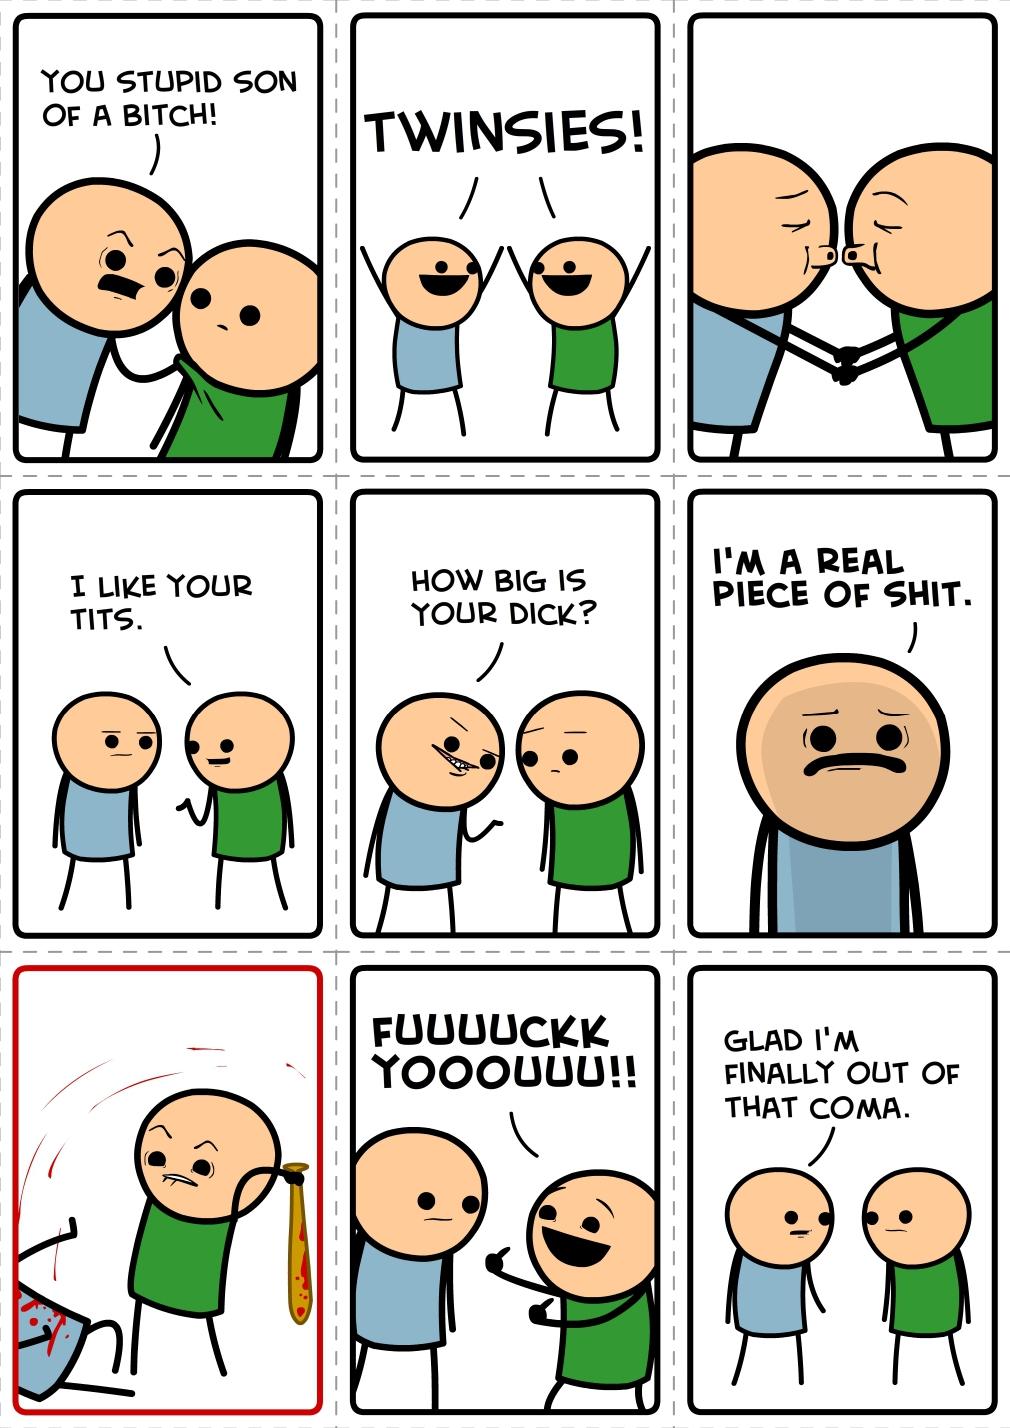 YOU STUPID SON
OF A BITCH!
TWINSIES!
I LIKE YOUR
TITS.
HOW BIG IS
YOUR DICK?
I'M A REAL
PIECE OF SHIT.
FUUUUCKK
YOOOUUU!!
GLAD I'M
FINALLY OUT OF
THAT COMA.